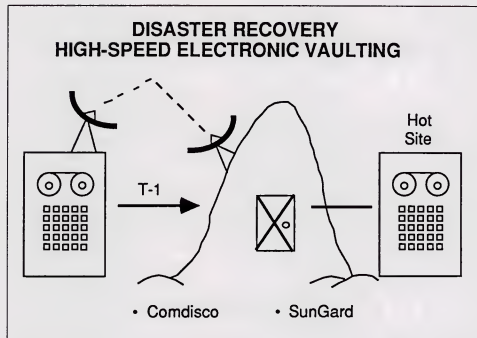 DISASTER RECOVERY
HIGH-SPEED ELECTRONIC VAULTING
Hot
Site
T-1
• Comdisco
• SunGard